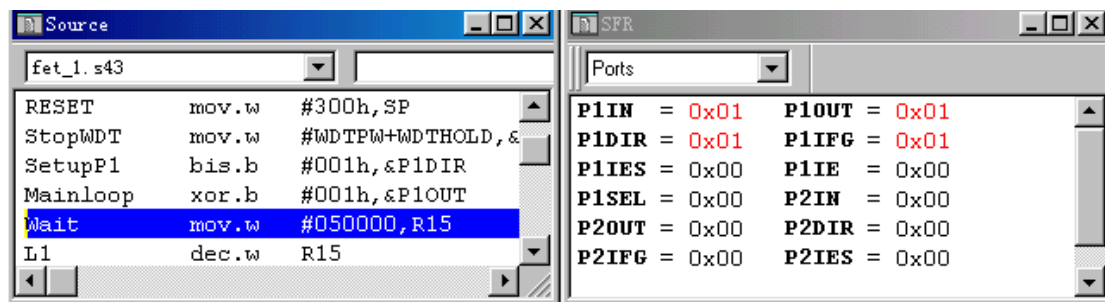 Source
fet_1.s43
RESET mov.w #300h,SP
StopWDT mov.w #WDTPW+WDTHOLD,&
SetupP1 bis.b #001h,&P1DIR
Mainloop xor.b #001h,&P1OUT
Wait mov.w #050000,R15
L1 dec.w R15
SFR
Ports
P1IN = 0x01 P1OUT = 0x01
P1DIR = 0x01 P1IFG = 0x01
P1IES = 0x00 P1IE = 0x00
P1SEL = 0x00 P2IN = 0x00
P2OUT = 0x00 P2DIR = 0x00
P2IFG = 0x00 P2IES = 0x00